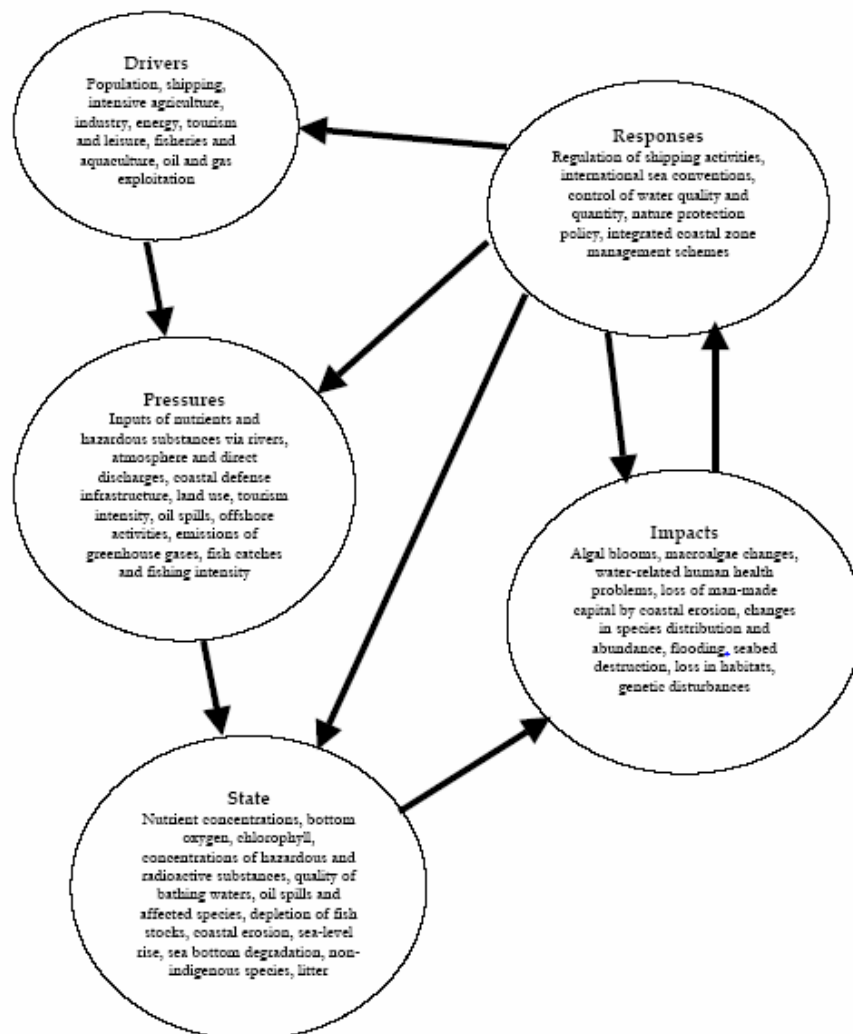 Drivers
Population, shipping,
intensive agriculture,
industry, energy, tourism
and leisure, fisheries and
aquaculture, oil and gas
exploitation
Responses
Regulation of shipping activities,
international sea conventions,
control of water quality and
quantity, nature protection
policy, integrated coastal zone
management schemes
Pressures
Inputs of nutrients and
hazardous substances via rivers,
atmosphere and direct
discharges, coastal defense
infrastructure, land use, tourism
intensity, oil spills, offshore
activities, emissions of
greenhouse gases, fish catches
and fishing intensity
Impacts
Algal blooms, macroalgae changes,
water-related human health
problems, loss of man-made
capital by coastal erosion, changes
in species distribution and
abundance, flooding, seabed
destruction, loss in habitats,
genetic disturbances
State
Nutrient concentrations, bottom
oxygen, chlorophyll,
concentrations of hazardous and
radioactive substances, quality of
bathing waters, oil spills and
affected species, depletion of fish
stocks, coastal erosion, sea-level
rise, sea bottom degradation, non-
indigenous species, litter